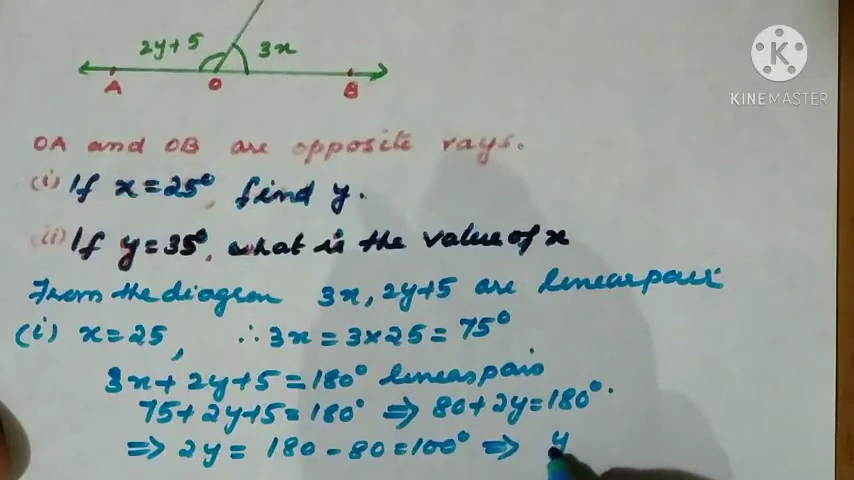 2y+5 3x
KINEMASTER
A O B
OA and OB are opposite rays.
(i) If x=25°, find y.
(ii) If y=35°, what is the value of x
From the diagram 3x, 2y+5 are linear pair
(i) x=25, ∴3x=3×25=75°
3x+2y+5=180° linear pair
75+2y+5=180° ⇒ 80+2y=180°.
⇒ 2y= 180-80=100° ⇒ y